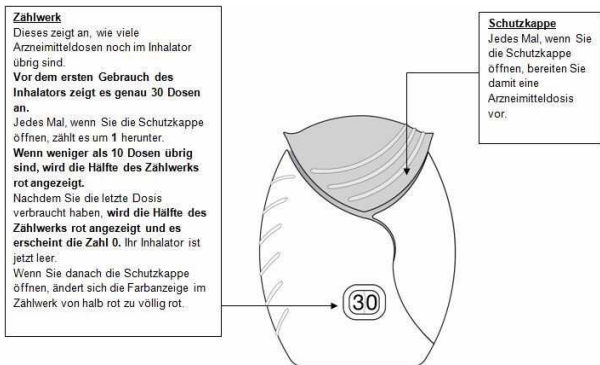 Zählwerk
Dieses zeigt an, wie viele
Arzneimitteldosen noch im Inhalator
übrig sind.
Vor dem ersten Gebrauch des
Inhalators zeigt es genau 30 Dosen
an.
Jedes Mal, wenn Sie die Schutzkappe
öffnen, zählt es um 1 herunter.
Wenn weniger als 10 Dosen übrig
sind, wird die Hälfte des Zählwerks
rot angezeigt.
Nachdem Sie die letzte Dosis
verbraucht haben, wird die Hälfte des
Zählwerks rot angezeigt und es
erscheint die Zahl 0. Ihr Inhalator ist
jetzt leer.
Wenn Sie danach die Schutzkappe
öffnen, ändert sich die Farbanzeige im
Zählwerk von halb rot zu völlig rot.
Schutzkappe
Jedes Mal, wenn Sie
die Schutzkappe
öffnen, bereiten Sie
damit eine
Arzneimitteldosis
vor.
30